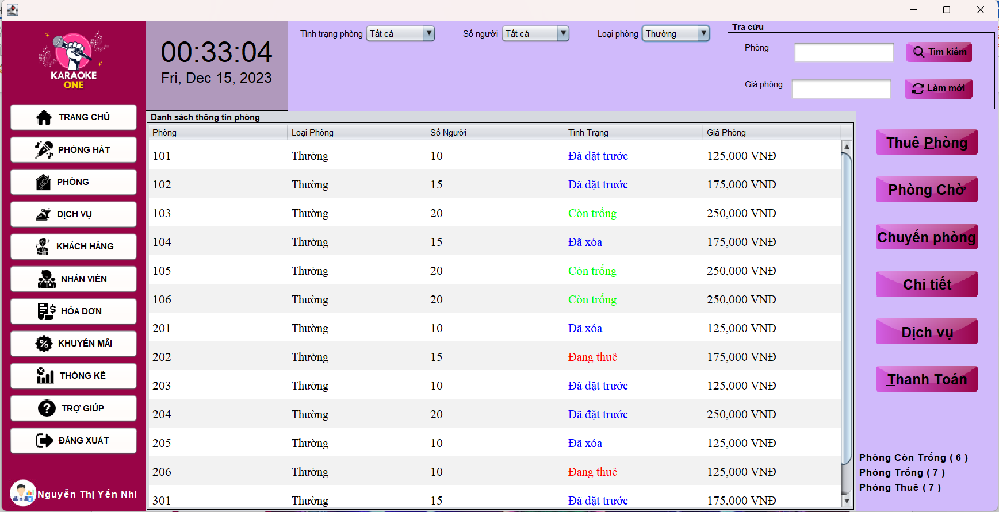 KARAOKE
ONE
TRANG CHỦ
PHÒNG HÁT
PHÒNG
DỊCH VỤ
KHÁCH HÀNG
NHÂN VIÊN
HÓA ĐƠN
KHUYẾN MÃI
THỐNG KÊ
TRỢ GIÚP
ĐĂNG XUẤT
Nguyễn Thị Yến Nhi
00:33:04
Fri, Dec 15, 2023
Tình trạng phòng Tất cả Số người Tất cả Loại phòng Thường
Tra cứu
Phòng Tìm kiếm
Giá phòng Làm mới
Danh sách thông tin phòng
Phòng Loại Phòng Số Người Tình Trạng Giá Phòng
101 Thường 10 Đã đặt trước 125,000 VNĐ
102 Thường 15 Đã đặt trước 175,000 VNĐ
103 Thường 20 Còn trống 250,000 VNĐ
104 Thường 15 Đã xóa 175,000 VNĐ
105 Thường 20 Còn trống 250,000 VNĐ
106 Thường 20 Còn trống 250,000 VNĐ
201 Thường 10 Đã xóa 125,000 VNĐ
202 Thường 15 Đang thuê 175,000 VNĐ
203 Thường 10 Đã đặt trước 125,000 VNĐ
204 Thường 20 Đã đặt trước 250,000 VNĐ
205 Thường 10 Đã xóa 125,000 VNĐ
206 Thường 10 Đang thuê 125,000 VNĐ
301 Thường 15 Đã đặt trước 175,000 VNĐ
Thuê Phòng
Phòng Chờ
Chuyển phòng
Chi tiết
Dịch vụ
Thanh Toán
Phòng Còn Trống ( 6 )
Phòng Trống ( 7 )
Phòng Thuê ( 7 )